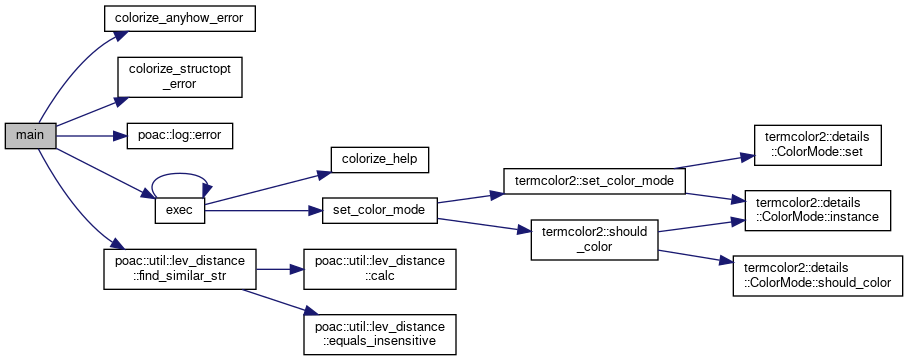 main
colorize_anyhow_error
colorize_structopt
_error
poac::log::error
exec
poac::util::lev_distance
::find_similar_str
colorize_help
set_color_mode
poac::util::lev_distance
::calc
poac::util::lev_distance
::equals_insensitive
termcolor2::set_color_mode
termcolor2::should
_color
termcolor2::details
::ColorMode::set
termcolor2::details
::ColorMode::instance
termcolor2::details
::ColorMode::should_color